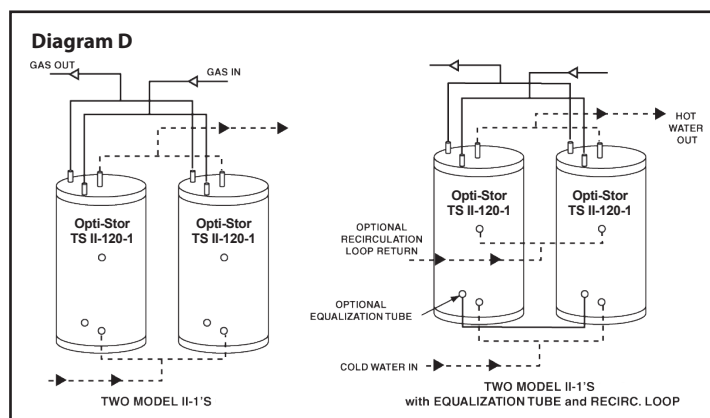 Diagram D
GAS OUT
GAS IN
Opti-Stor
TS II-120-1
Opti-Stor
TS II-120-1
TWO MODEL II-1'S
HOT
WATER
OUT
Opti-Stor
TS II-120-1
Opti-Stor
TS II-120-1
OPTIONAL
RECIRCULATION
LOOP RETURN
OPTIONAL
EQUALIZATION TUBE
COLD WATER IN
TWO MODEL II-1'S
with EQUALIZATION TUBE and RECIRC. LOOP